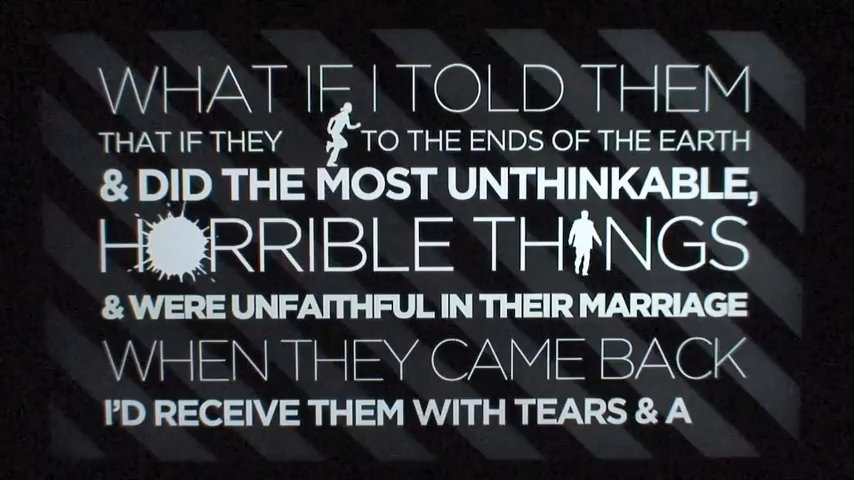 WHAT IF I TOLD THEM
THAT IF THEY TO THE ENDS OF THE EARTH
& DID THE MOST UNTHINKABLE,
HORRIBLE THINGS
& WERE UNFAITHFUL IN THEIR MARRIAGE
WHEN THEY CAME BACK
I'D RECEIVE THEM WITH TEARS & A